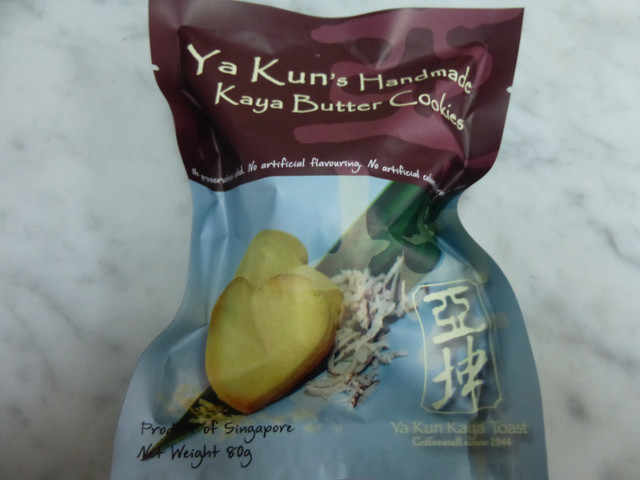 Ya Kun's Handmade
Kaya Butter Cookies
No artificial flavouring. No artificial
亞坤
Product of Singapore
Net Weight 80g
Ya Kun Kaya Toast
Coffeestall since 1944